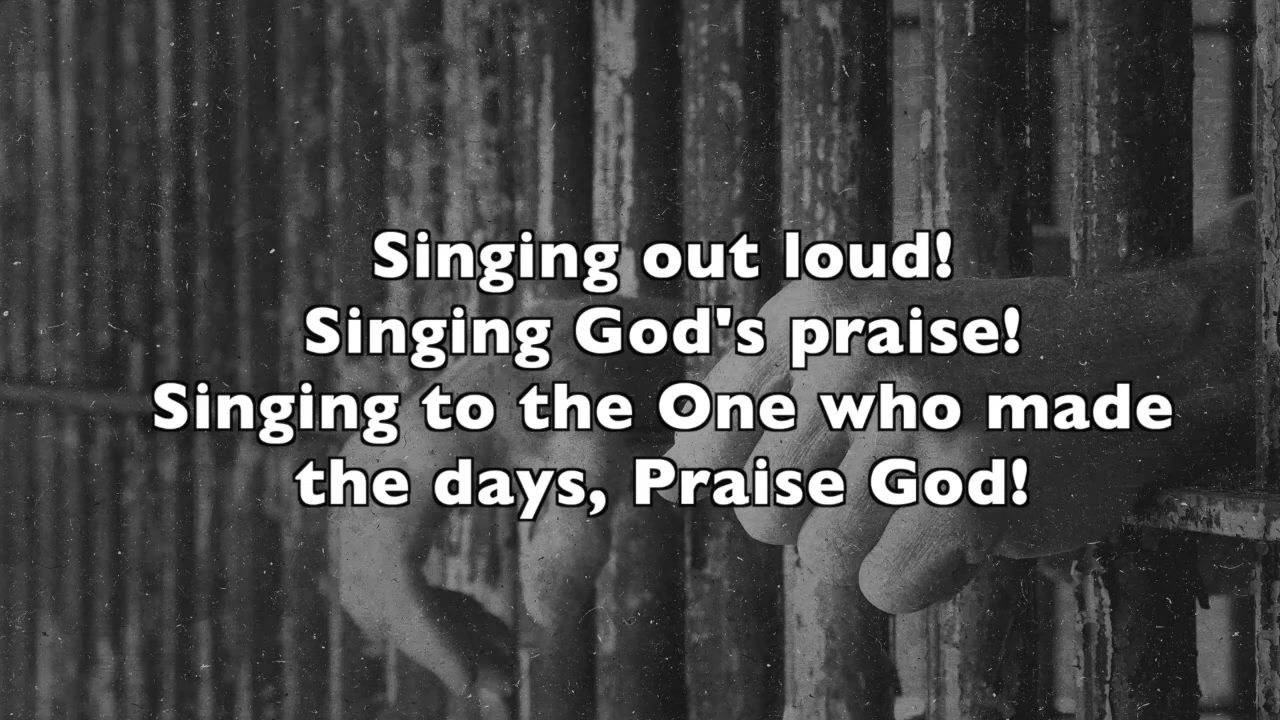 Singing out loud!
Singing God's praise!
Singing to the One who made
the days, Praise God!